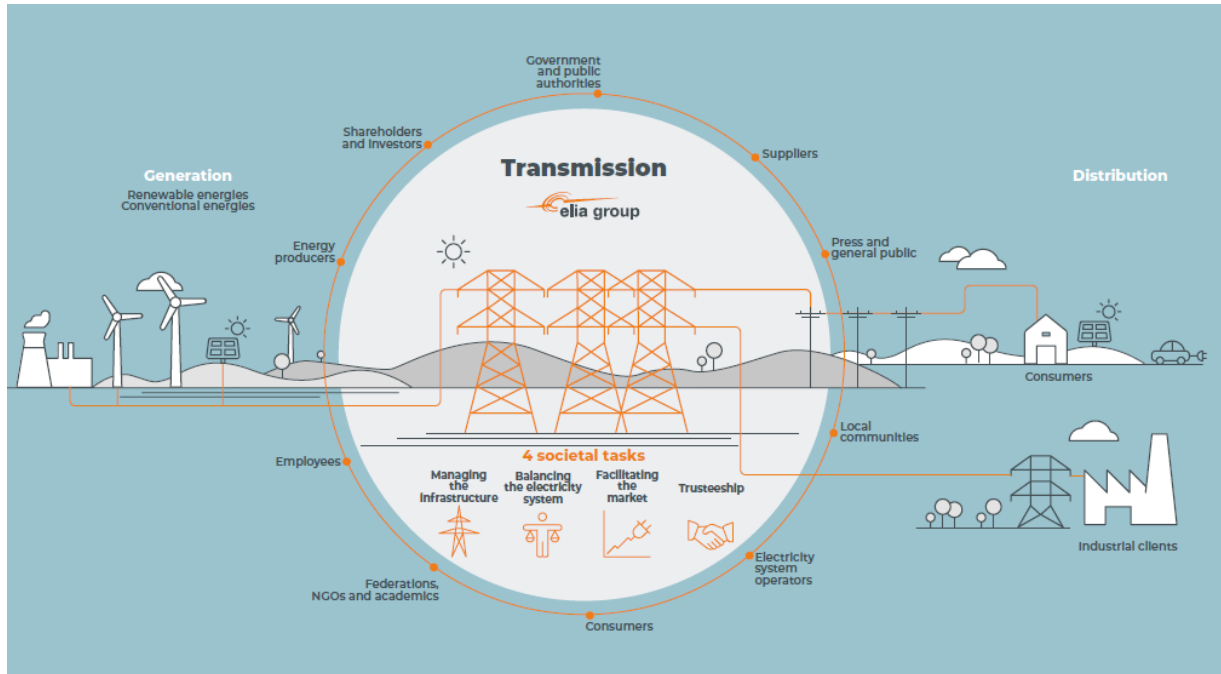 Government
and public
authorities
Shareholders
and investors
Suppliers
Generation
Renewable energies
Conventional energies
Transmission
elia group
Distribution
Energy
producers
Press and
general public
Consumers
Employees
Local
communities
4 societal tasks
Managing
the
infrastructure
Balancing
the electricity
system
Facilitating
the
market
Trusteeship
Industrial clients
Federations,
NGOs and academics
Electricity
system
operators
Consumers